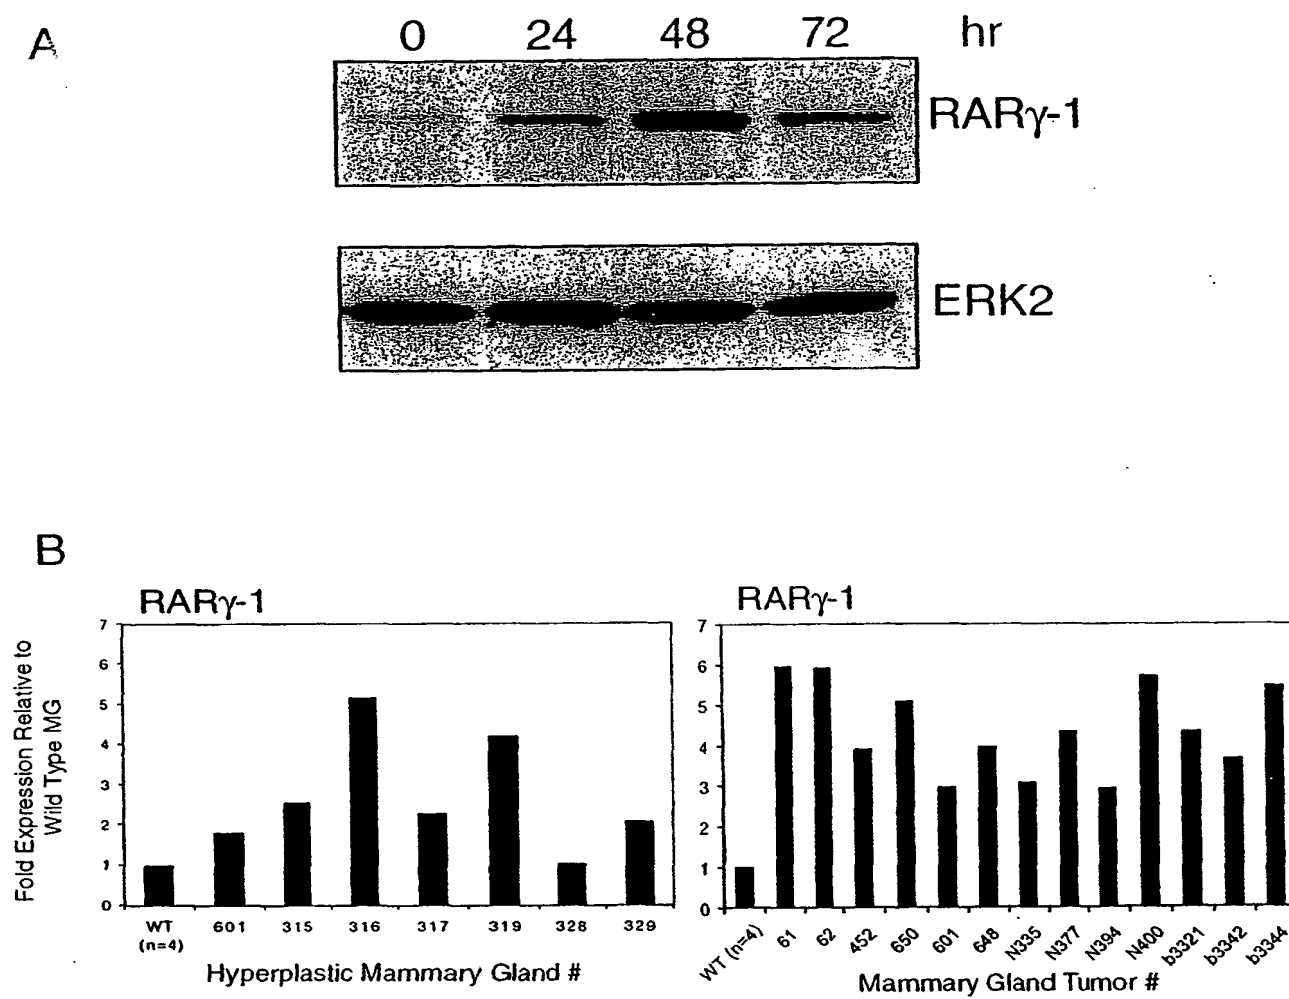 A
0 24 48 72 hr
RARγ-1
ERK2
B
RARγ-1
Fold Expression Relative to
Wild Type MG
7
6
5
4
3
2
1
0
WT 601 315 316 317 319 328 329
(n=4)
Hyperplastic Mammary Gland #
RARγ-1
7
6
5
4
3
2
1
0
WT (n=4) 61 62 452 650 601 648 N335 N377 N394 N400 b3321 b3342 b3344
Mammary Gland Tumor #